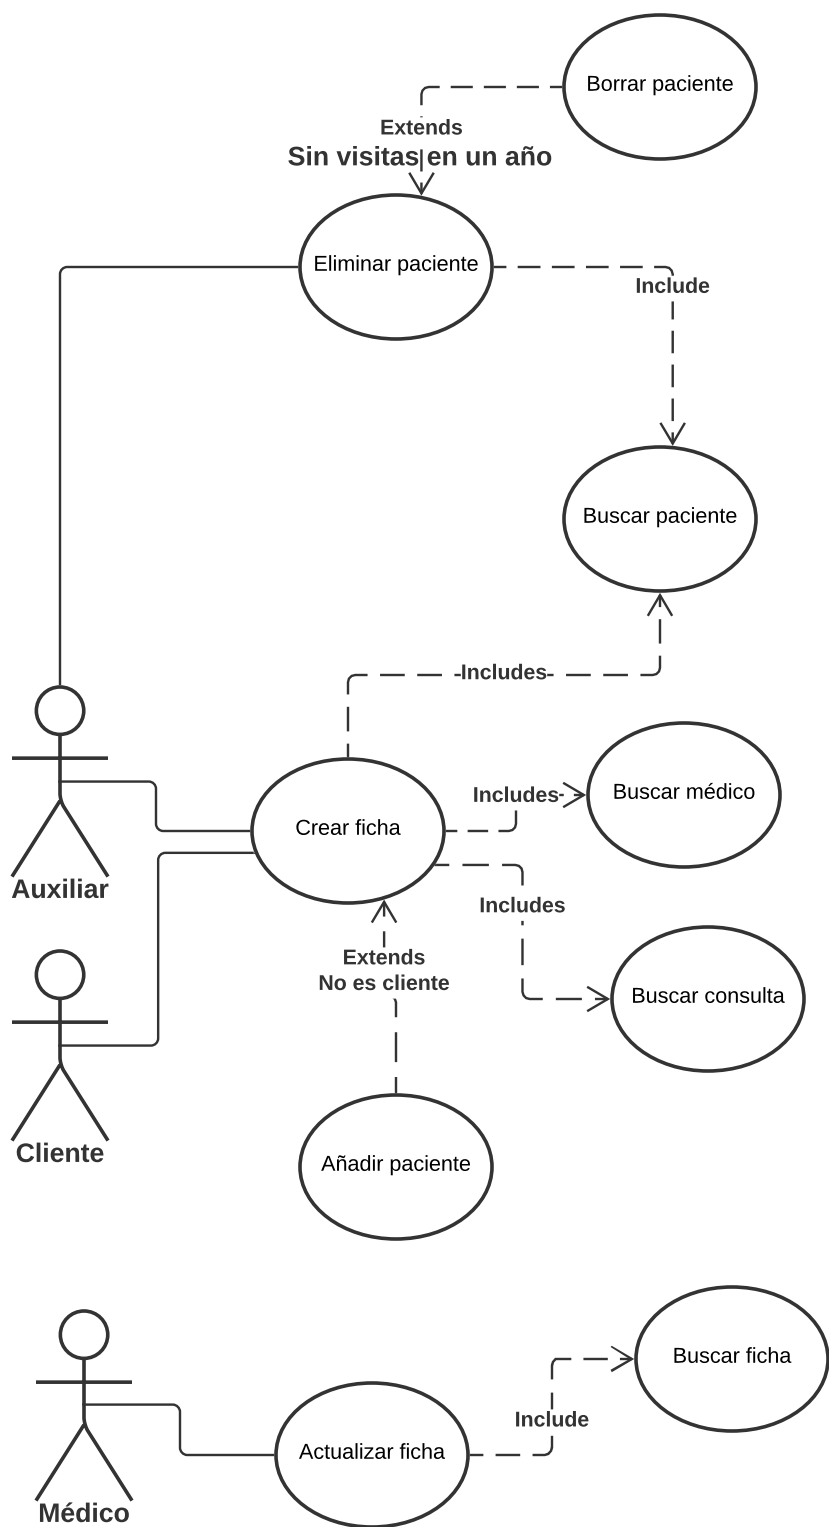 Borrar paciente
Extends
Sin visitas en un año
Eliminar paciente
Include
Buscar paciente
Includes
Includes
Buscar médico
Crear ficha
Auxiliar
Includes
Extends
No es cliente
Buscar consulta
Cliente
Añadir paciente
Buscar ficha
Include
Actualizar ficha
Médico